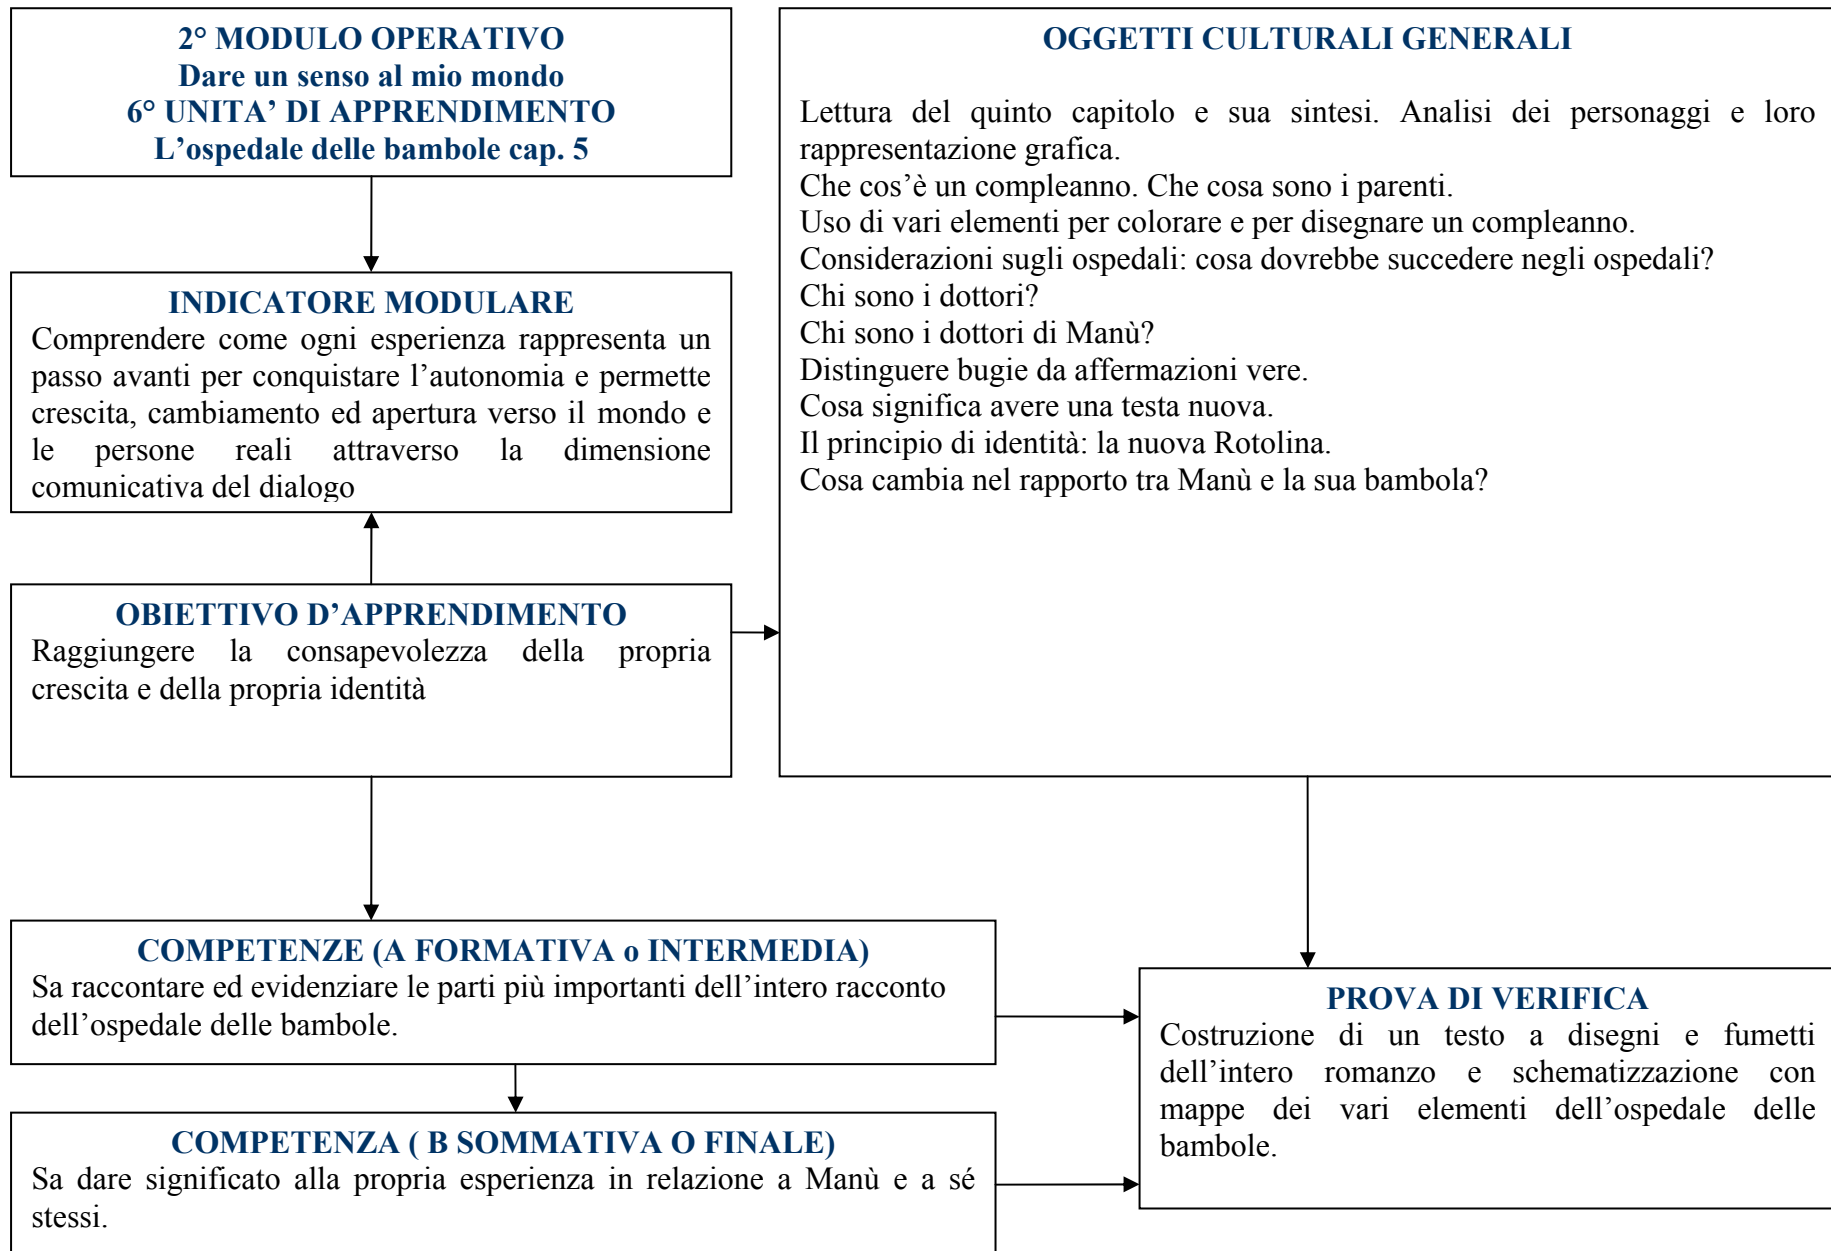 2° MODULO OPERATIVO
Dare un senso al mio mondo
6° UNITA’ DI APPRENDIMENTO
L’ospedale delle bambole cap. 5
INDICATORE MODULARE
Comprendere come ogni esperienza rappresenta un
passo avanti per conquistare l’autonomia e permette
crescita, cambiamento ed apertura verso il mondo e
le persone reali attraverso la dimensione
comunicativa del dialogo
OBIETTIVO D’APPRENDIMENTO
Raggiungere la consapevolezza della propria
crescita e della propria identità
OGGETTI CULTURALI GENERALI
Lettura del quinto capitolo e sua sintesi. Analisi dei personaggi e loro
rappresentazione grafica.
Che cos’è un compleanno. Che cosa sono i parenti.
Uso di vari elementi per colorare e per disegnare un compleanno.
Considerazioni sugli ospedali: cosa dovrebbe succedere negli ospedali?
Chi sono i dottori?
Chi sono i dottori di Manù?
Distinguere bugie da affermazioni vere.
Cosa significa avere una testa nuova.
Il principio di identità: la nuova Rotolina.
Cosa cambia nel rapporto tra Manù e la sua bambola?
COMPETENZE (A FORMATIVA o INTERMEDIA)
Sa raccontare ed evidenziare le parti più importanti dell’intero racconto
dell’ospedale delle bambole.
COMPETENZA ( B SOMMATIVA O FINALE)
Sa dare significato alla propria esperienza in relazione a Manù e a sé
stessi.
PROVA DI VERIFICA
Costruzione di un testo a disegni e fumetti
dell’intero romanzo e schematizzazione con
mappe dei vari elementi dell’ospedale delle
bambole.